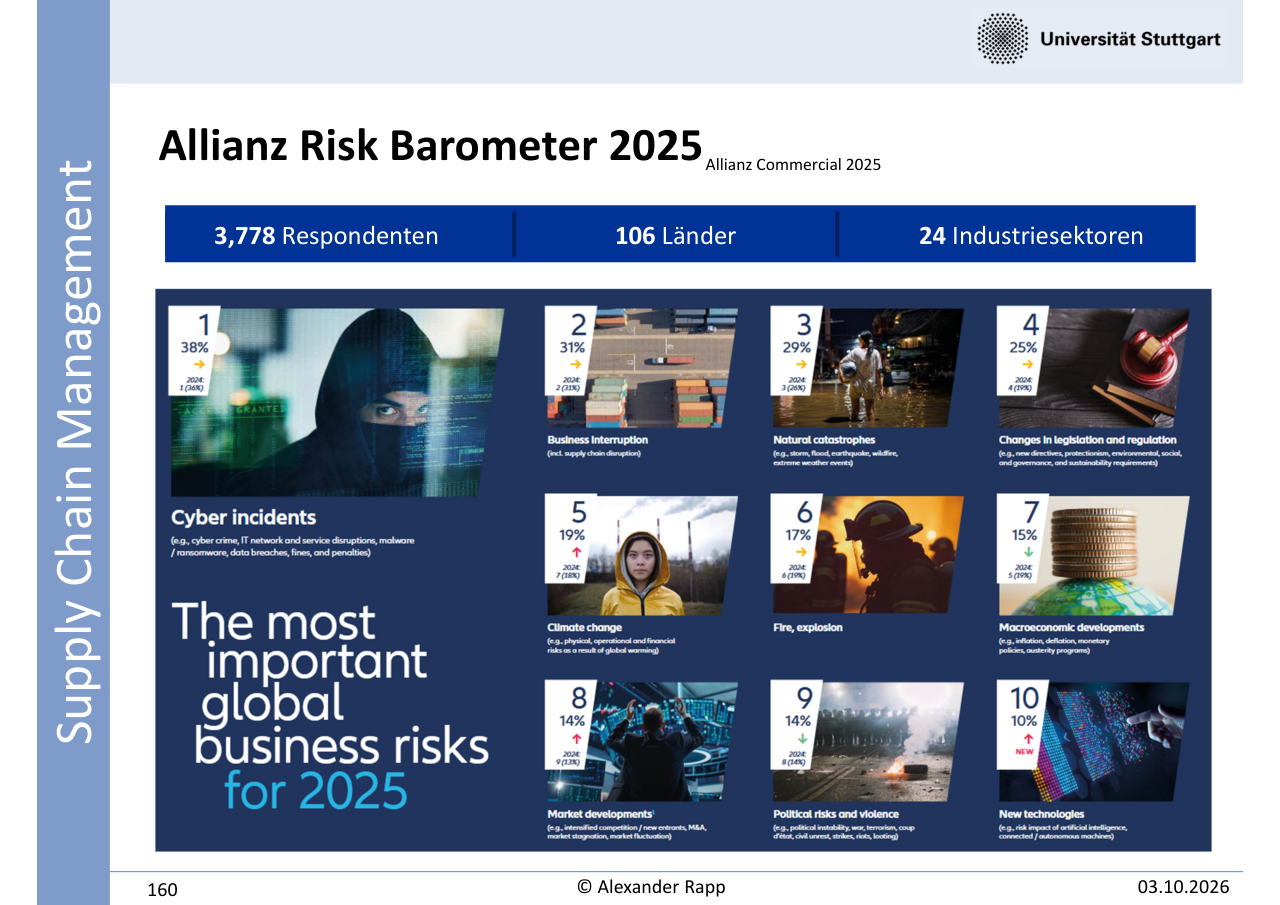 Universität Stuttgart
Supply Chain Management
Allianz Risk Barometer 2025 Allianz Commercial 2025
3,778 Respondenten
106 Länder
24 Industriesektoren
1
38%
→
2024:
1 (36%)
ACCESS GRANTED
Cyber incidents
(e.g., cyber crime, IT network and service disruptions, malware
/ ransomware, data breaches, fines, and penalties)
The most
important
global
business risks
for 2025
2
31%
→
2024:
2 (31%)
Business interruption
(incl. supply chain disruption)
3
29%
→
2024:
3 (26%)
Natural catastrophes
(e.g., storm, flood, earthquake, wildfire,
extreme weather events)
4
25%
→
2024:
4 (19%)
Changes in legislation and regulation
(e.g., new directives, protectionism, environmental, social,
and governance, and sustainability requirements)
5
19%
↑
2024:
7 (18%)
Climate change
(e.g., physical, operational and financial
risks as a result of global warming)
6
17%
→
2024:
6 (19%)
Fire, explosion
7
15%
↓
2024:
5 (19%)
Macroeconomic developments
(e.g., inflation, deflation, monetary
policies, austerity programs)
8
14%
↑
2024:
9 (13%)
Market developments
(e.g., intensified competition / new entrants, M&A,
market stagnation, market fluctuation)
9
14%
↓
2024:
8 (14%)
Political risks and violence
(e.g., political instability, war, terrorism, coup
d'état, civil unrest, strikes, riots, looting)
10
10%
↑
NEW
New technologies
(e.g., risk impact of artificial intelligence,
connected / autonomous machines)
160
© Alexander Rapp
03.10.2026